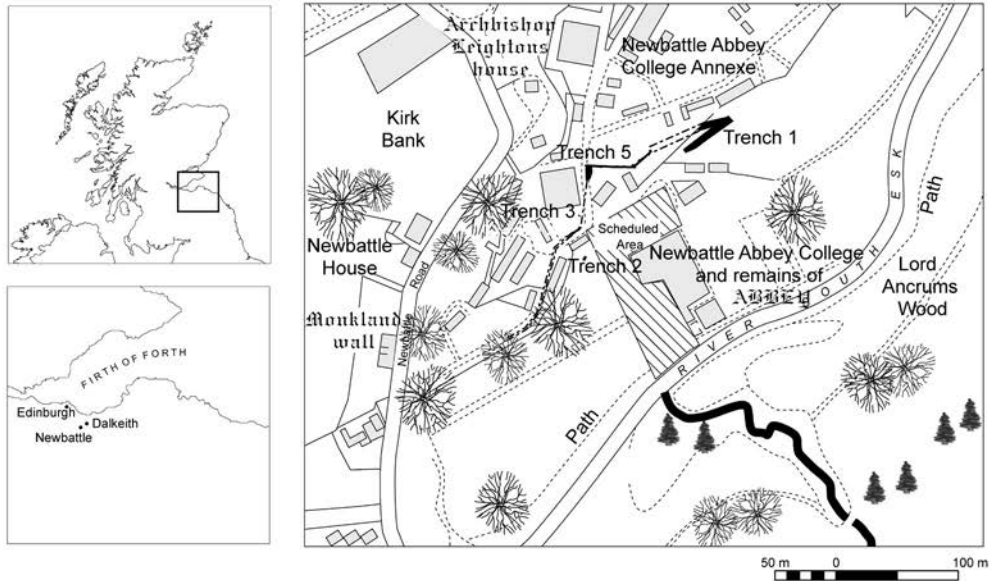 FIRTH OF FORTH
Edinburgh
Dalkeith
Newbattle
Archbishop
Leightons
house
Newbattle Abbey
College Annexe
Kirk
Bank
Trench 1
Trench 5
Trench 3
Scheduled
Area
Trench 2
Newbattle
House
Newbattle Abbey College
and remains of
ABBEY
Monkland
wall
Newbattle
Road
RIVER SOUTH ESK
Path
Lord
Ancrums
Wood
Path
50 m 0 100 m